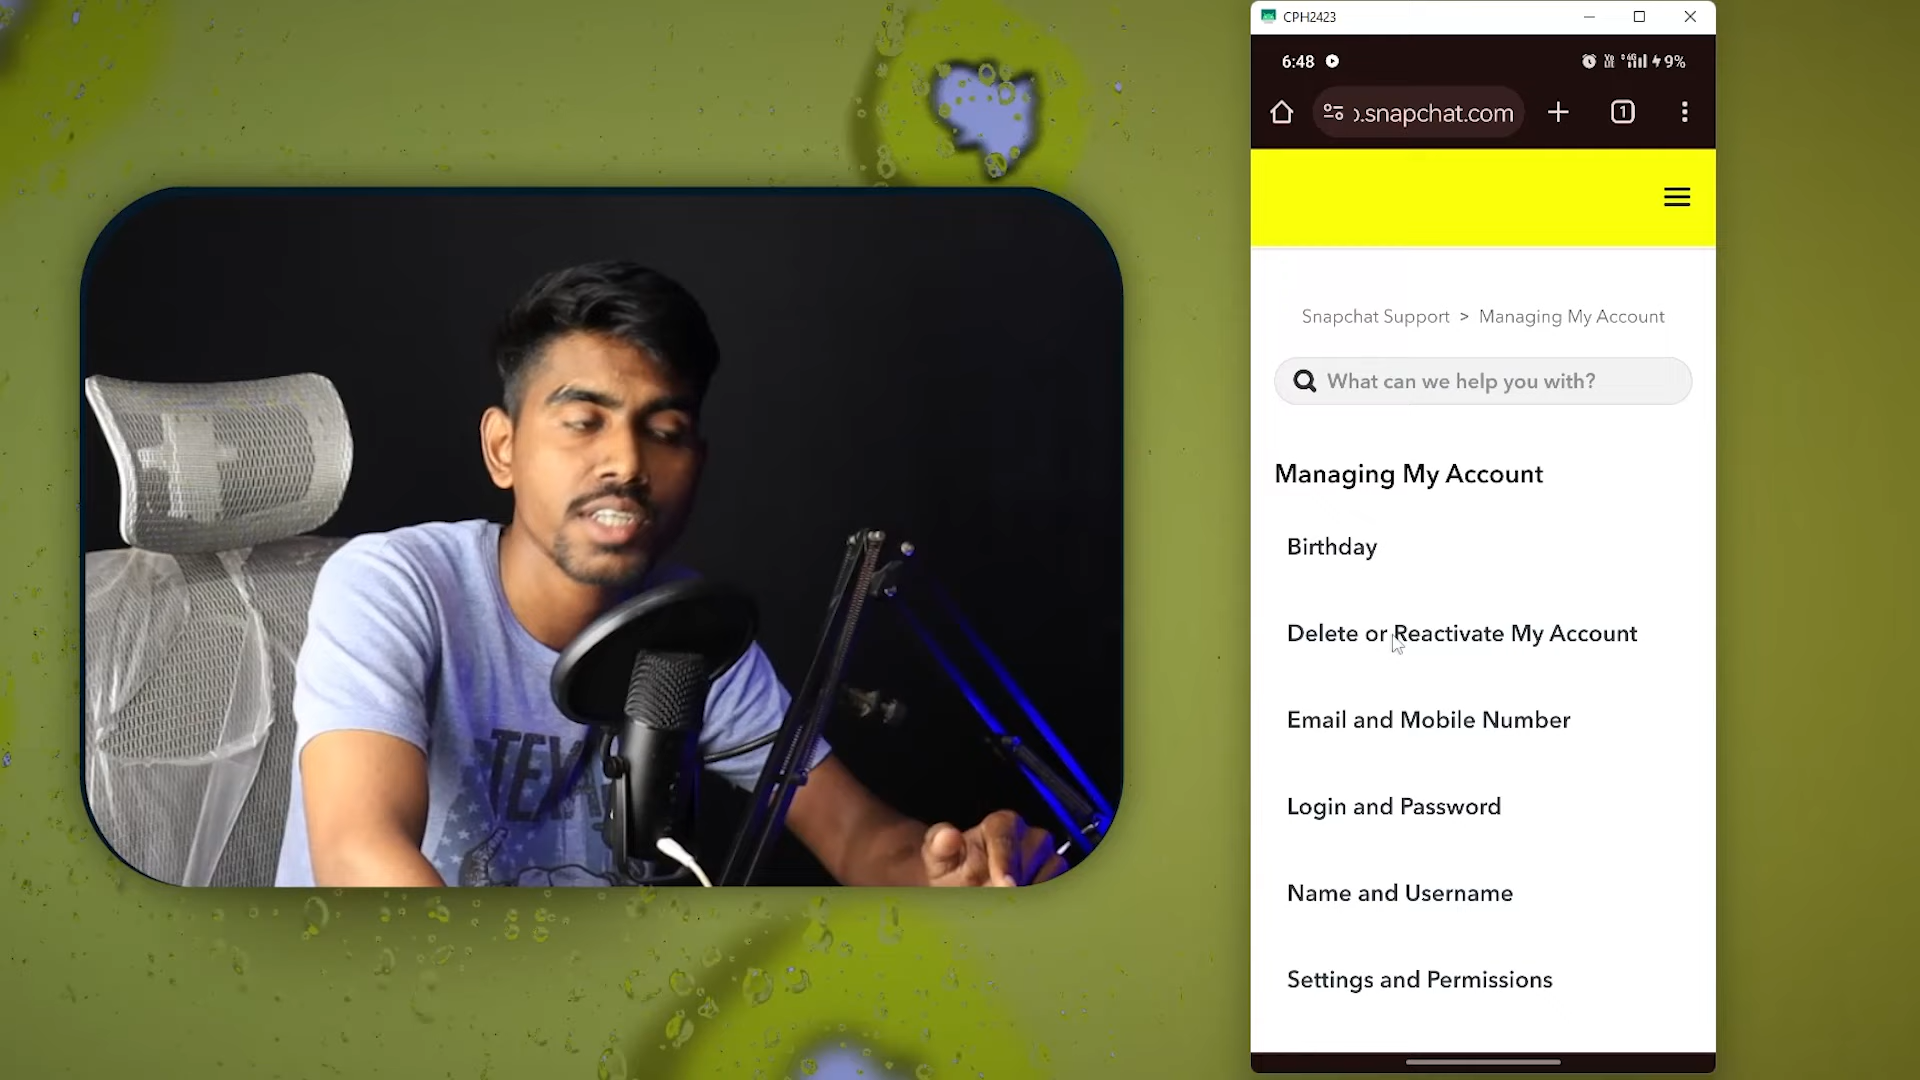 CPH2423
6:48
9%
.snapchat.com
1
Snapchat Support > Managing My Account
What can we help you with?
Managing My Account
Birthday
Delete or Reactivate My Account
Email and Mobile Number
Login and Password
Name and Username
Settings and Permissions